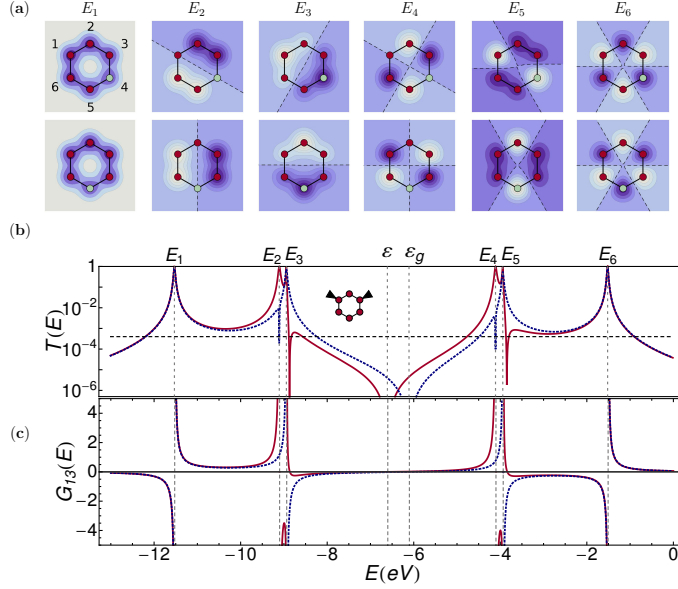 (a) E1 E2 E3 E4 E5 E6
2
1 3
6 4
5
(b)
E1 E2 E3 ε εg E4 E5 E6
1
10−2
10−4
10−6
T(E)
(c)
4
2
0
-2
-4
G13(E)
−12 −10 −8 −6 −4 −2 0
E(eV)